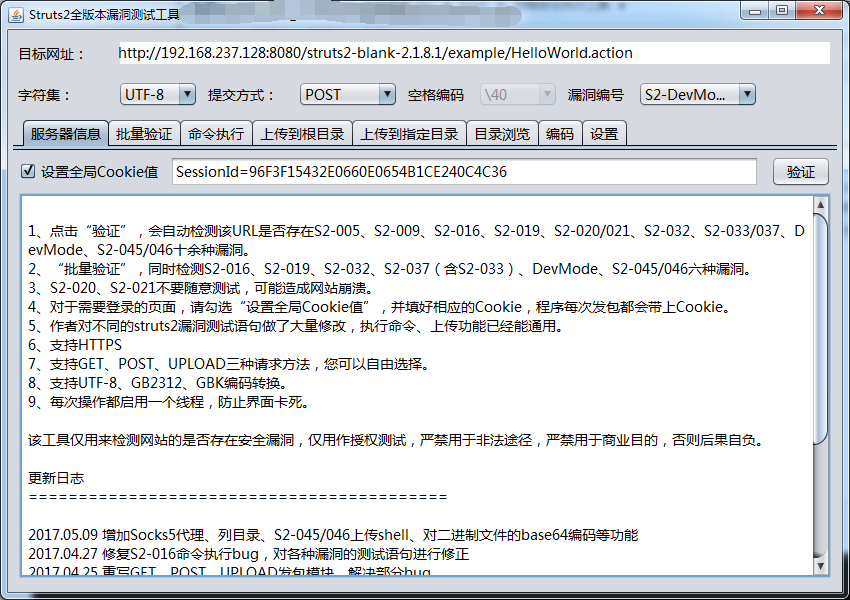 Struts2全版本漏洞测试工具
目标网址：
http://192.168.237.128:8080/struts2-blank-2.1.8.1/example/HelloWorld.action
字符集： UTF-8 提交方式： POST 空格编码 \40 漏洞编号 S2-DevMo...
服务器信息 批量验证 命令执行 上传到根目录 上传到指定目录 目录浏览 编码 设置
设置全局Cookie值 SessionId=96F3F15432E0660E0654B1CE240C4C36 验证
1、点击“验证”，会自动检测该URL是否存在S2-005、S2-009、S2-016、S2-019、S2-020/021、S2-032、S2-033/037、D
evMode、S2-045/046十余种漏洞。
2、“批量验证”，同时检测S2-016、S2-019、S2-032、S2-037（含S2-033）、DevMode、S2-045/046六种漏洞。
3、S2-020、S2-021不要随意测试，可能造成网站崩溃。
4、对于需要登录的页面，请勾选“设置全局Cookie值”，并填好相应的Cookie，程序每次发包都会带上Cookie。
5、作者对不同的struts2漏洞测试语句做了大量修改，执行命令、上传功能已经能通用。
6、支持HTTPS
7、支持GET、POST、UPLOAD三种请求方法，您可以自由选择。
8、支持UTF-8、GB2312、GBK编码转换。
9、每次操作都启用一个线程，防止界面卡死。
该工具仅用来检测网站的是否存在安全漏洞，仅用作授权测试，严禁用于非法途径，严禁用于商业目的，否则后果自负。
更新日志
==========================================
2017.05.09 增加Socks5代理、列目录、S2-045/046上传shell、对二进制文件的base64编码等功能
2017.04.27 修复S2-016命令执行bug，对各种漏洞的测试语句进行修正
2017.04.25 重写GET、POST、UPLOAD发包模块，解决部分bug